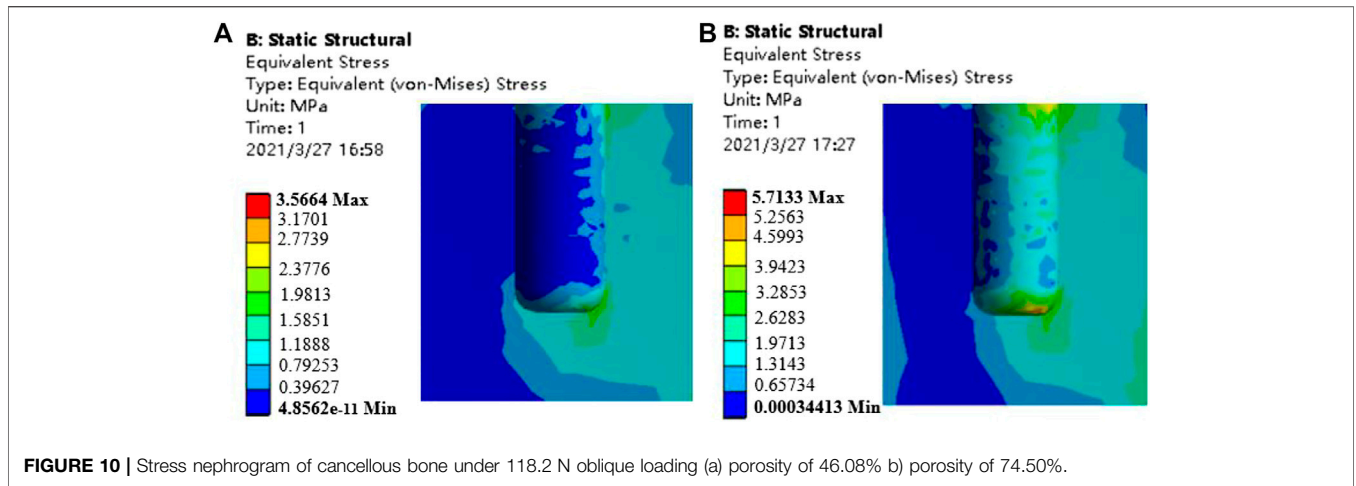 A B: Static Structural
Equivalent Stress
Type: Equivalent (von-Mises) Stress
Unit: MPa
Time: 1
2021/3/27 16:58
3.5664 Max
3.1701
2.7739
2.3776
1.9813
1.5851
1.1888
0.79253
0.39627
4.8562e-11 Min
B B: Static Structural
Equivalent Stress
Type: Equivalent (von-Mises) Stress
Unit: MPa
Time: 1
2021/3/27 17:27
5.7133 Max
5.2563
4.5993
3.9423
3.2853
2.6283
1.9713
1.3143
0.65734
0.00034413 Min
FIGURE 10 | Stress nephrogram of cancellous bone under 118.2 N oblique loading (a) porosity of 46.08% b) porosity of 74.50%.